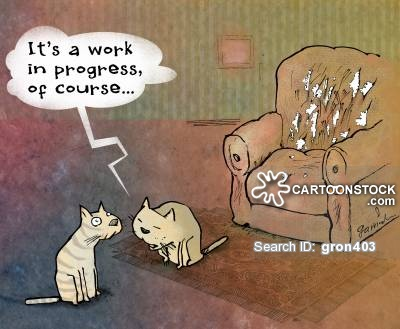 It's a work
in progress,
of course...
CARTOONSTOCK
.com
Search ID: gron403